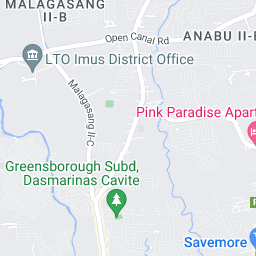 MALAGASANG
II-B
Open Canal Rd
ANABU II-
LTO Imus District Office
Malagasang II-C
Pink Paradise Apart
Greensborough Subd,
Dasmarinas Cavite
Savemore